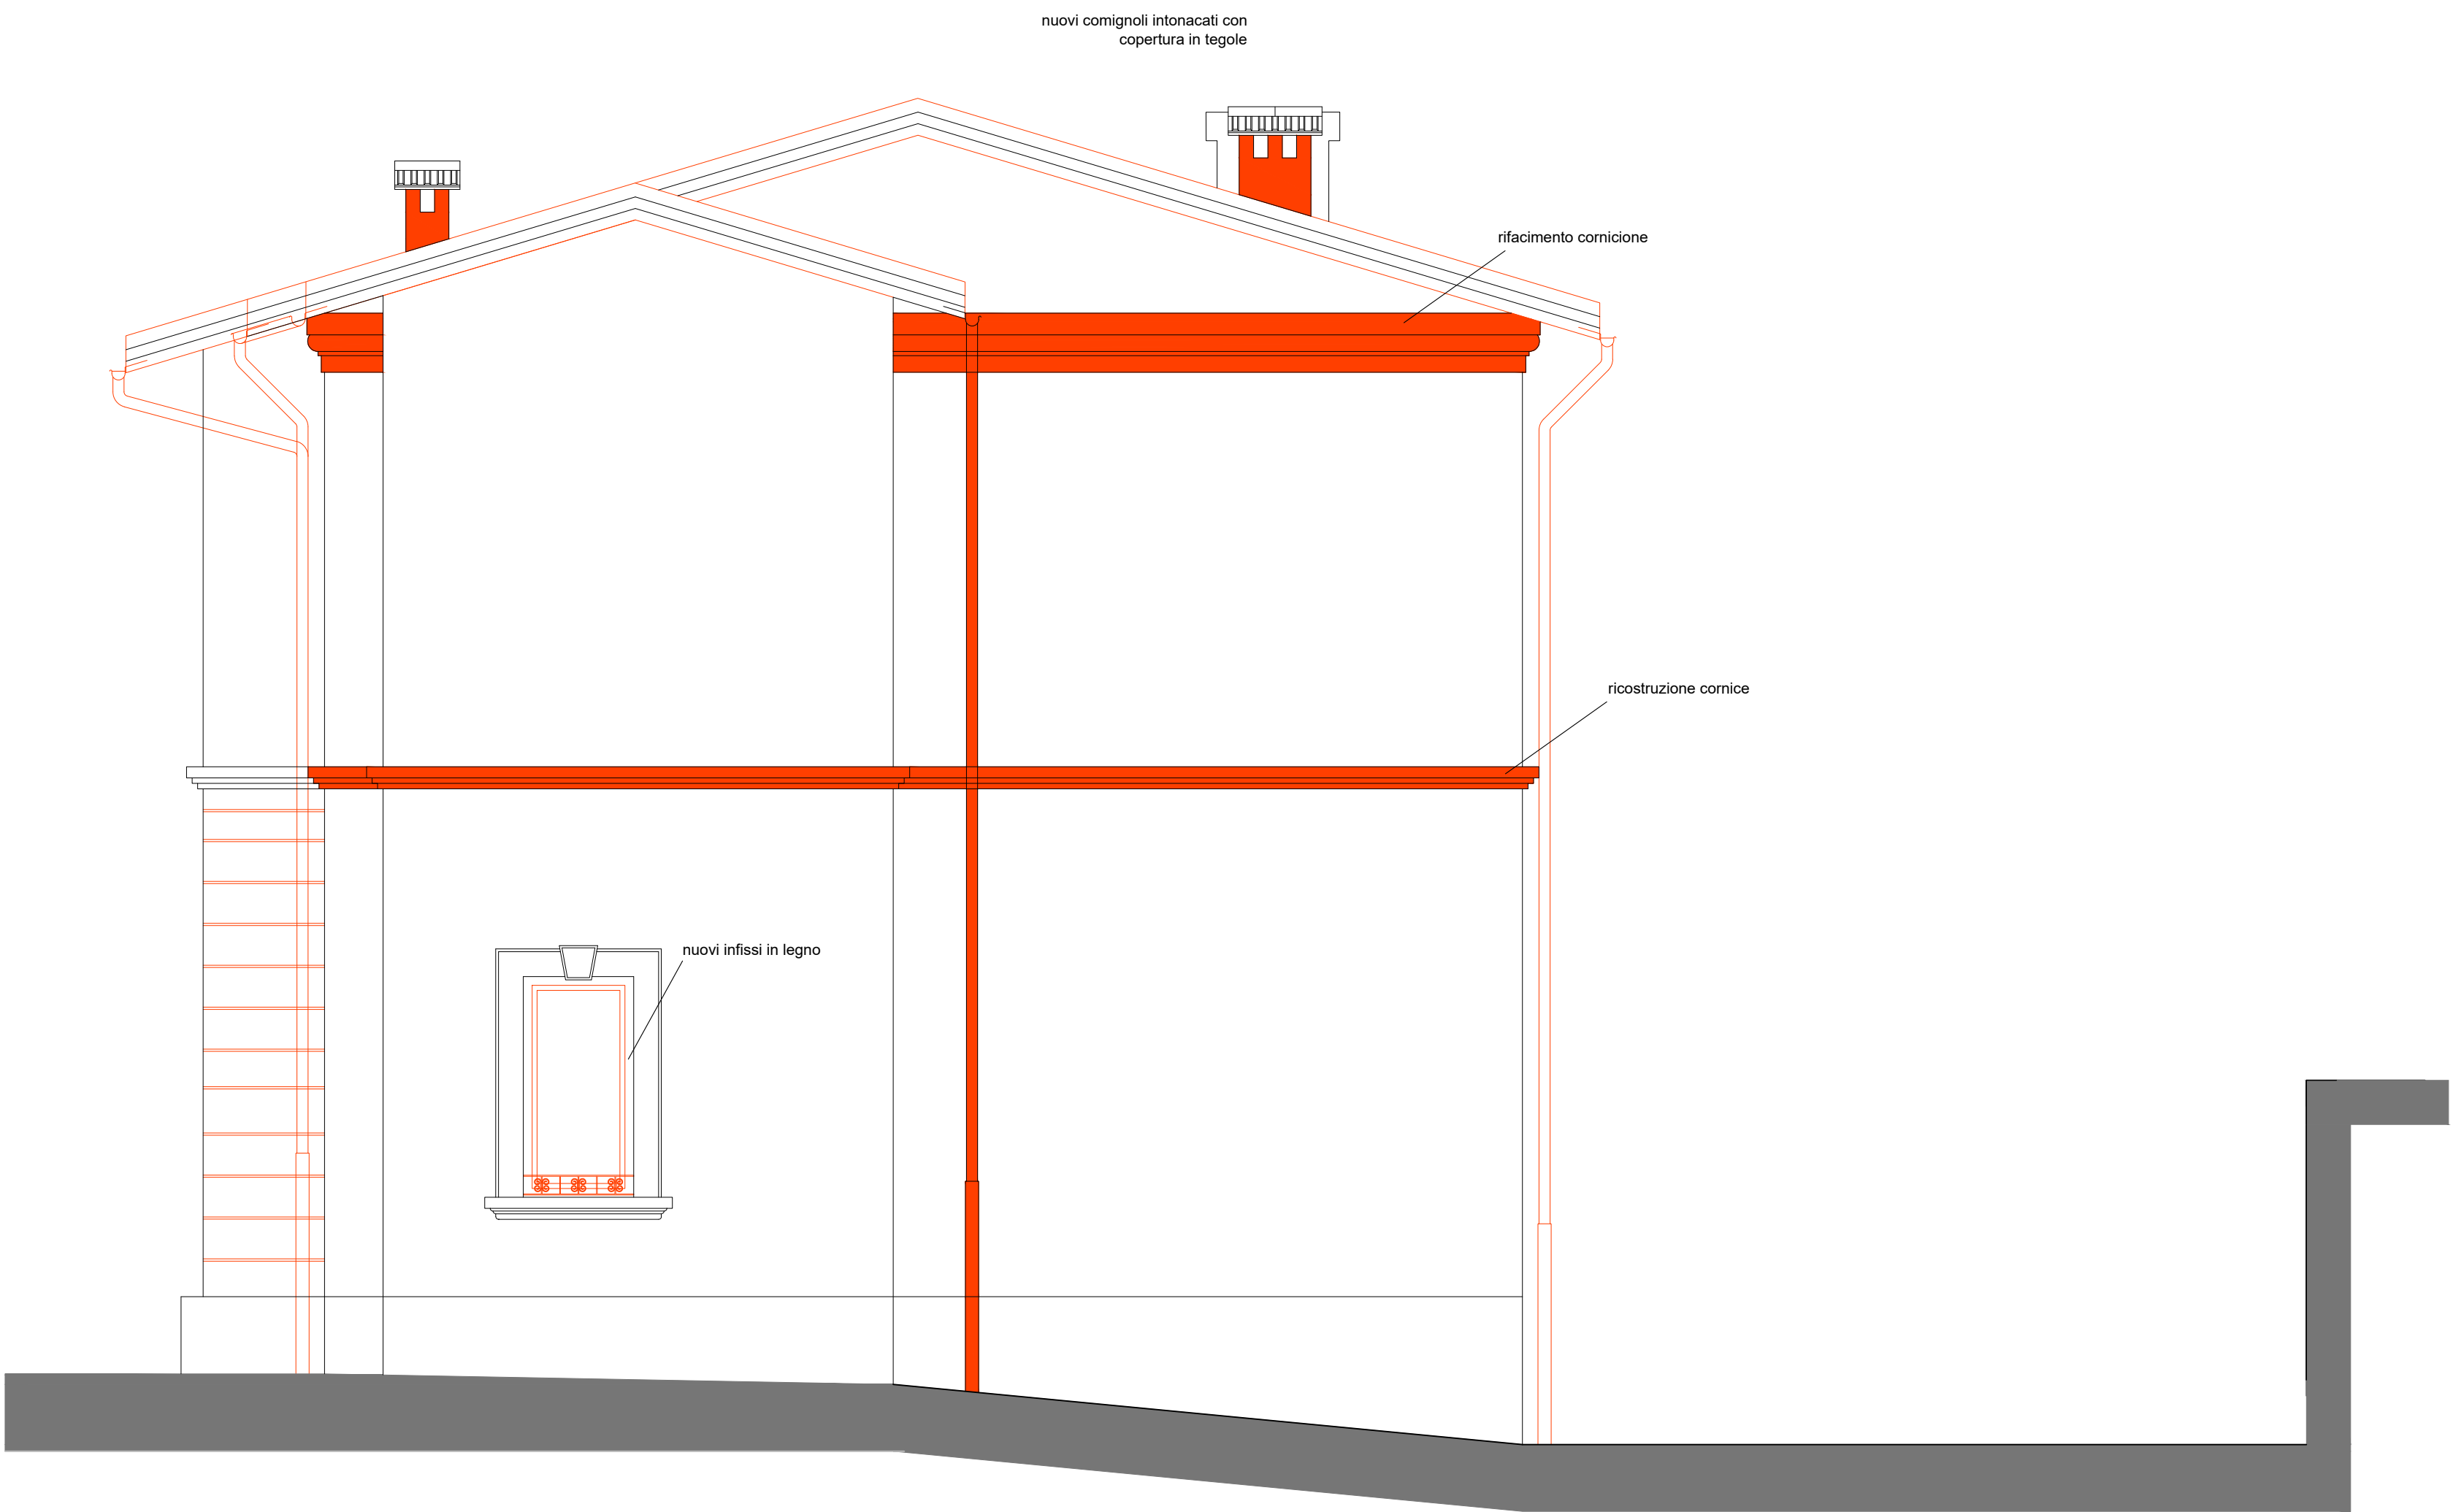 nuovi comignoli intonacati con
copertura in tegole
rifacimento cornicione
ricostruzione cornice
nuovi infissi in legno